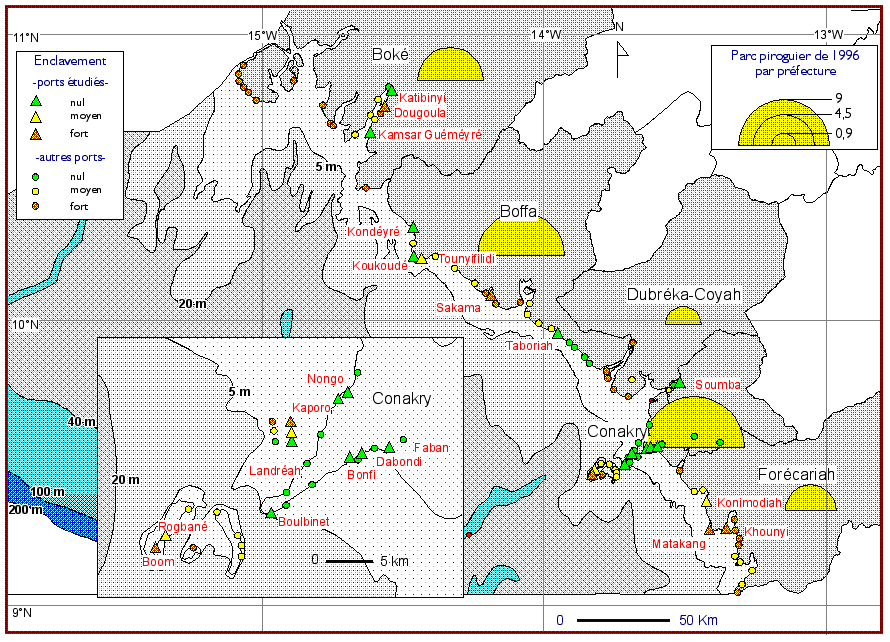 11°N
15°W
14°W
N
13°W
Enclavement
-ports étudiés-
nul
moyen
fort
-autres ports-
nul
moyen
fort
Parc piroguier de 1996
par préfecture
9
4,5
0,9
Boké
Katibinyi
Dougoula
Kamsar Guéméyré
5 m
Boffa
Kondéyré
Koukoudé
Tounyifilidi
20 m
Sakama
Dubréka-Coyah
10°N
Taboriah
Soumba
Conakry
Forécariah
Konimodiah
Khouny
Matakang
5 m
Nongo
Conakry
Kaporo
40 m
Faban
Dabondi
Landréah
Bonfi
20 m
100 m
200 m
Boulbinet
Rogbané
Boom
0
5 km
9°N
0
50 Km